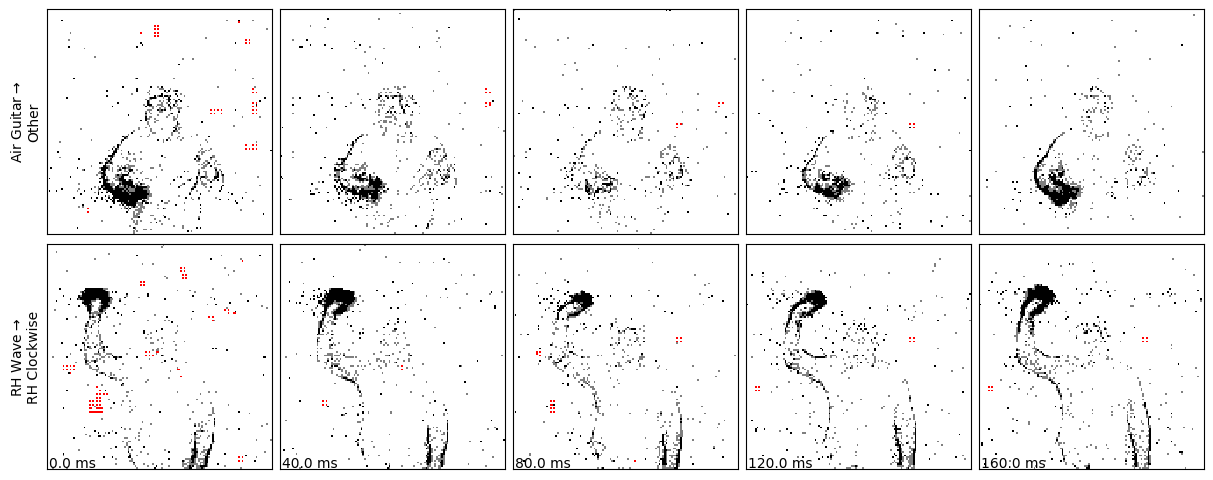 Air Guitar →
Other
RH Wave →
RH Clockwise
0.0 ms
40.0 ms
80.0 ms
120.0 ms
160.0 ms